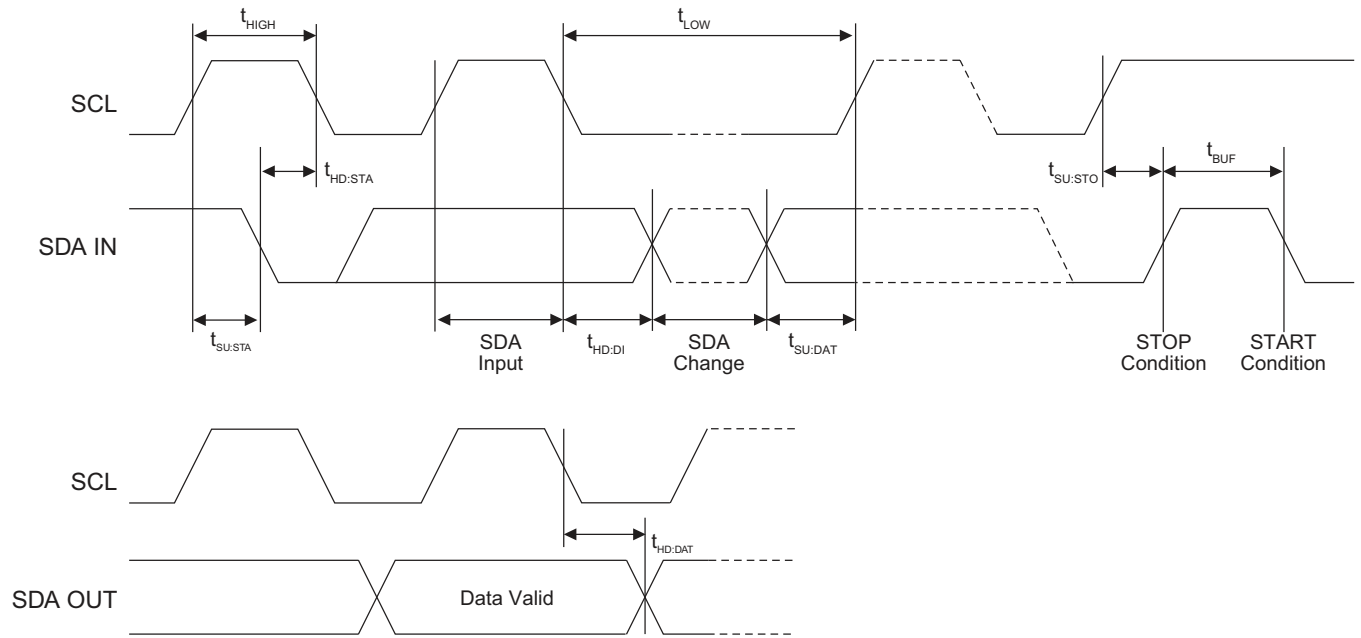 tHIGH
tLOW
SCL
tHD:STA
tSU:STO
tBUF
SDA IN
tSU:STA
SDA
Input
tHD:DI
SDA
Change
tSU:DAT
STOP
Condition
START
Condition
SCL
tHD:DAT
SDA OUT
Data Valid